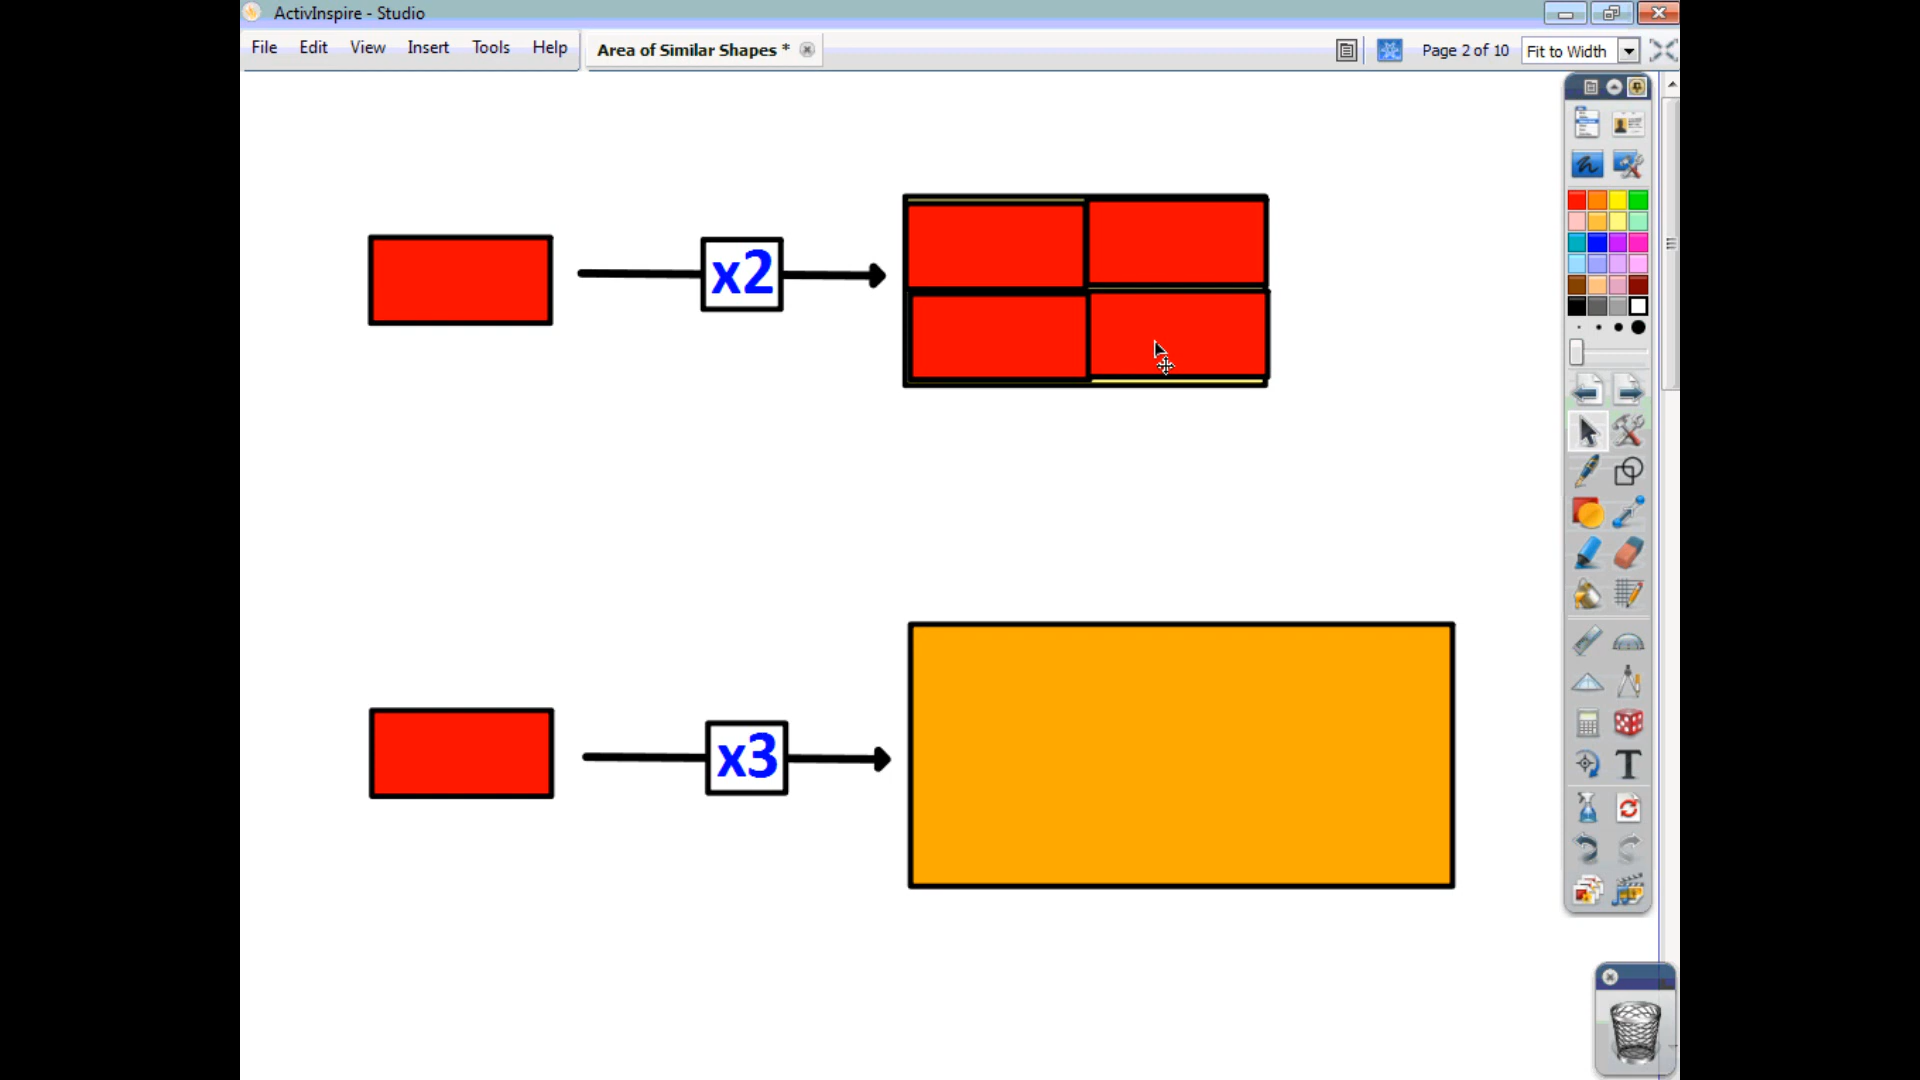 ActivInspire - Studio
File Edit View Insert Tools Help
Area of Similar Shapes *
Page 2 of 10
Fit to Width
x2
x3
T